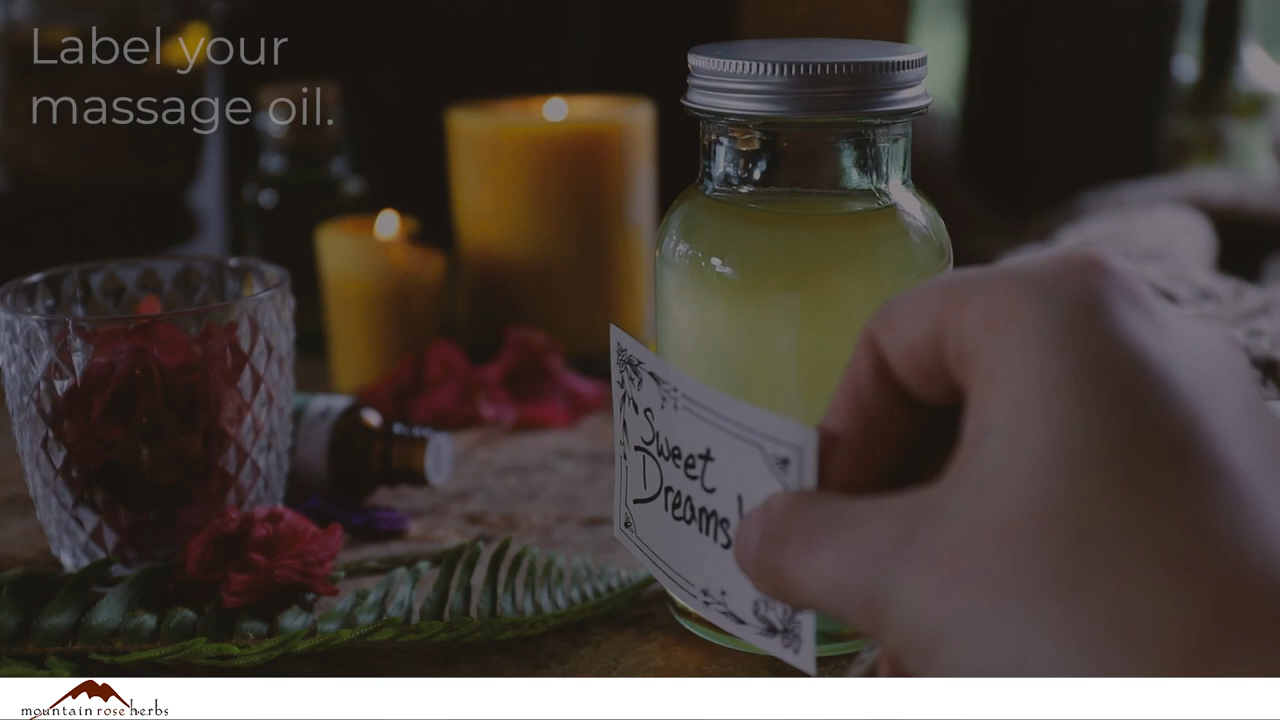 Label your
massage oil.
Sweet
Dreams
mountain rose herbs